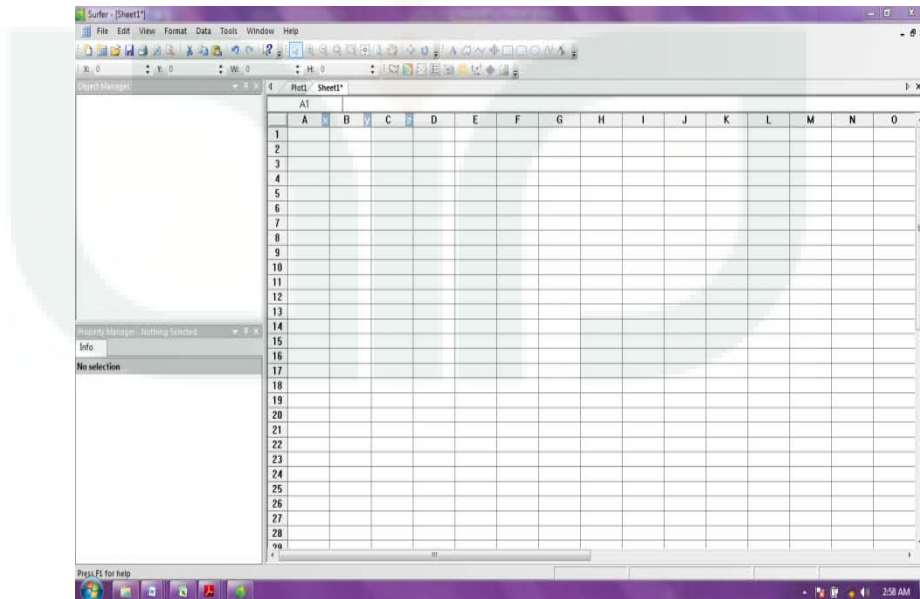 Surfer - [Sheet1*]
File Edit View Format Data Tools Window Help
X: 0 Y: 0 W: 0 H: 0
Object Manager
Plot1 Sheet1*
A1
A x B y C z D E F G H I J K L M N O
1
2
3
4
5
6
7
8
9
10
11
12
13
14
15
16
17
18
19
20
21
22
23
24
25
26
27
28
29
Property Manager - Nothing Selected
Info
No selection
Press F1 for help
2:58 AM